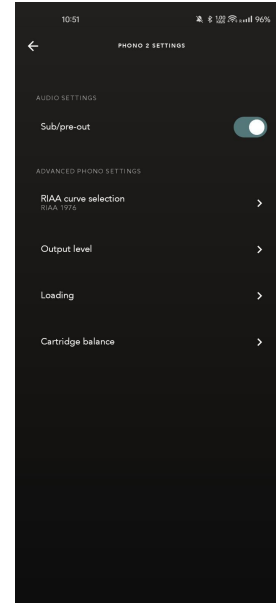 10:51
96%
PHONO 2 SETTINGS
AUDIO SETTINGS
Sub/pre-out
ADVANCED PHONO SETTINGS
RIAA curve selection
RIAA 1976
Output level
Loading
Cartridge balance